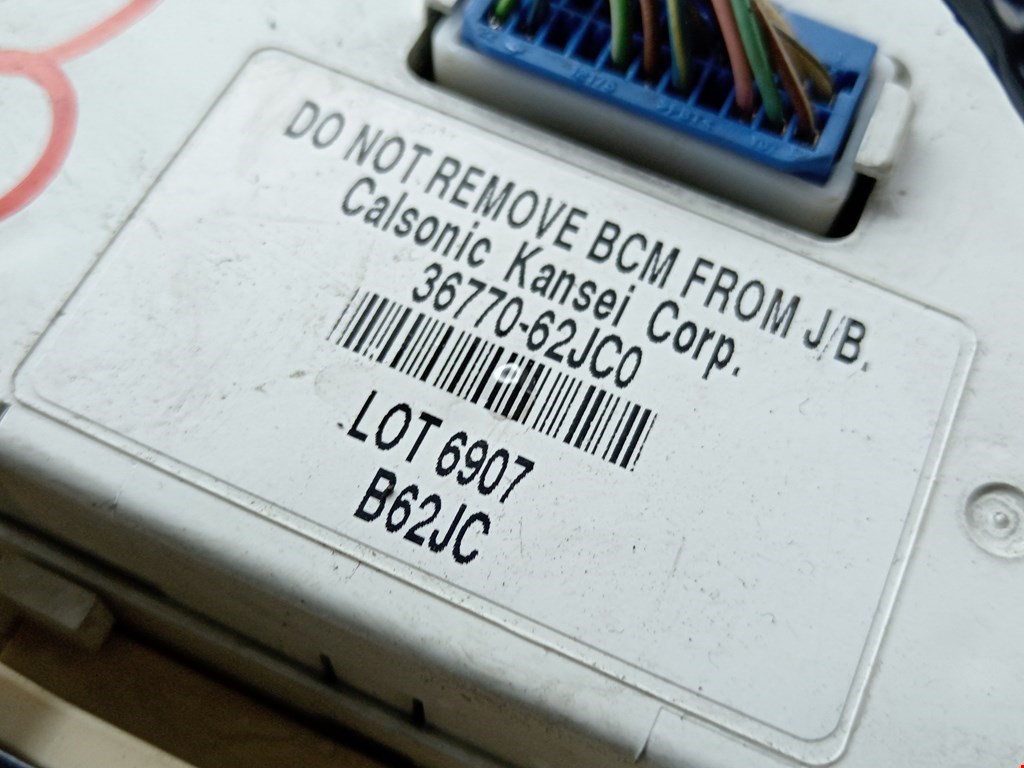 DO NOT REMOVE BCM FROM J/B.
Calsonic Kansei Corp.
36770-62JC0
LOT 6907
B62JC